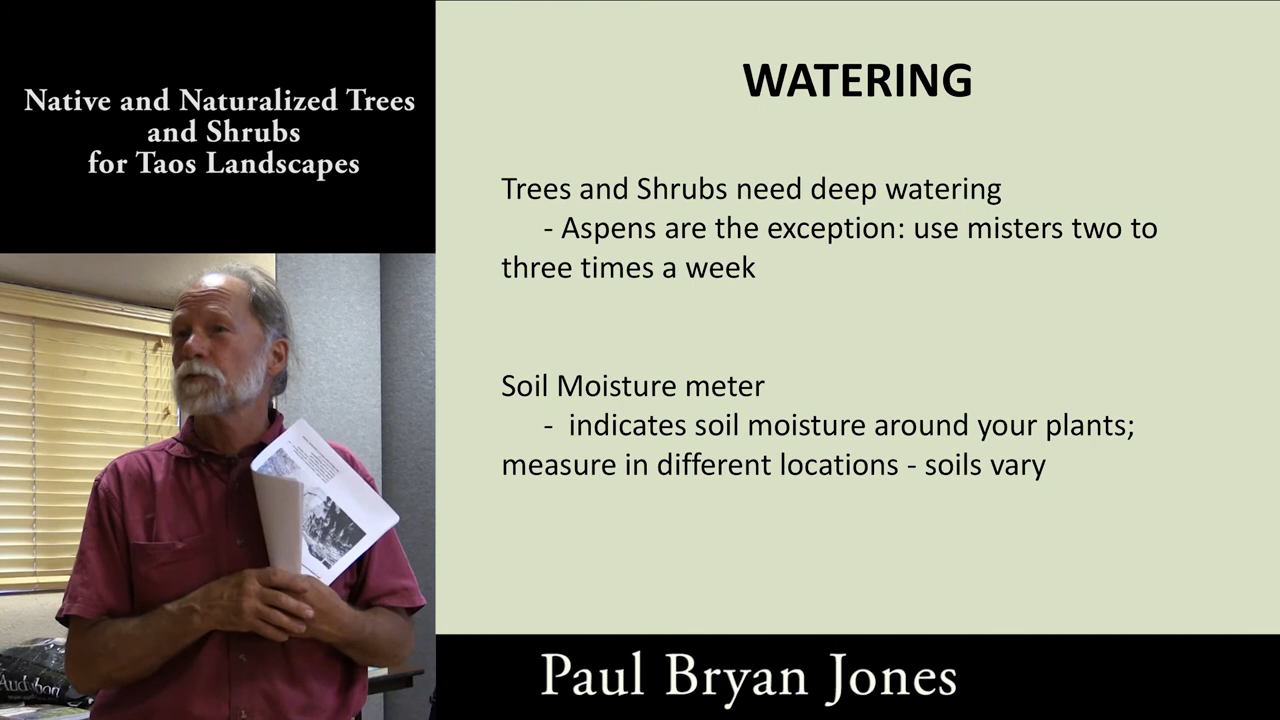 Native and Naturalized Trees
and Shrubs
for Taos Landscapes
WATERING
Trees and Shrubs need deep watering
- Aspens are the exception: use misters two to
three times a week
Soil Moisture meter
- indicates soil moisture around your plants;
measure in different locations - soils vary
Audubon
Paul Bryan Jones